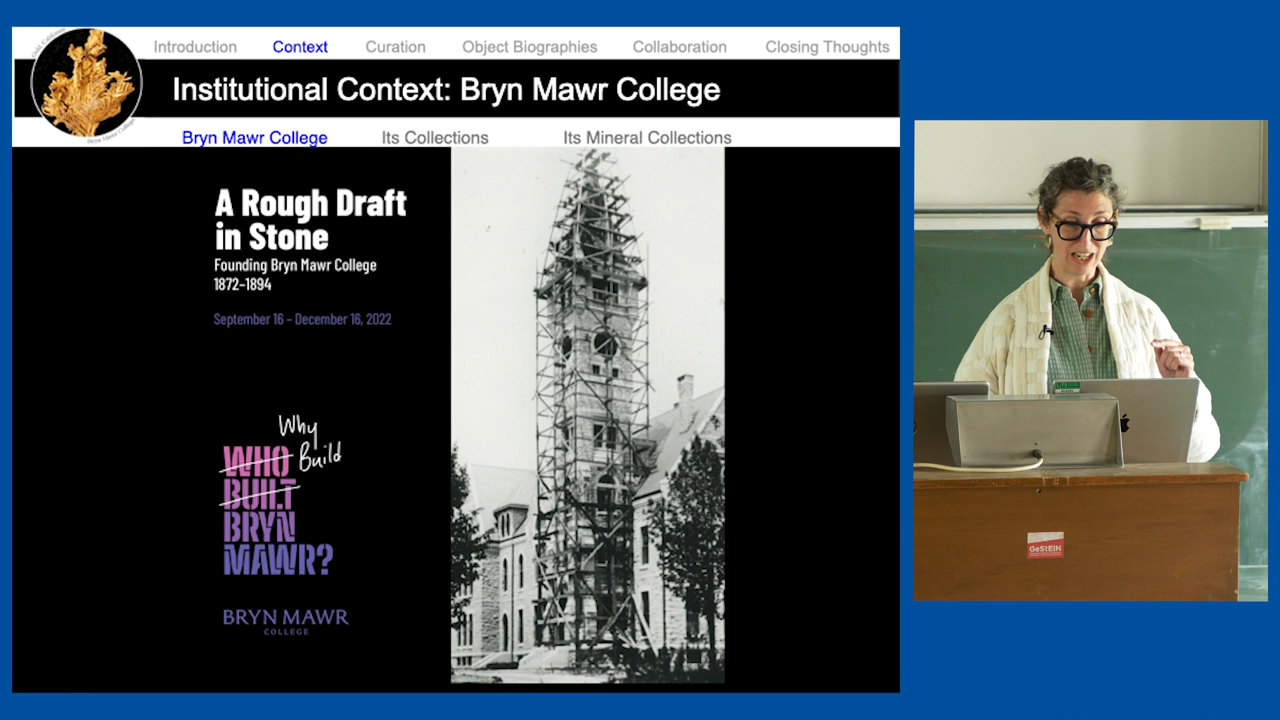 Introduction
Context
Curation
Object Biographies
Collaboration
Closing Thoughts
Institutional Context: Bryn Mawr College
Bryn Mawr College
Its Collections
Its Mineral Collections
A Rough Draft
in Stone
Founding Bryn Mawr College
1872–1894
September 16 – December 16, 2022
Why
WHO Build
BUILT
BRYN
MAWR?
BRYN MAWR
COLLEGE
GeStEIN